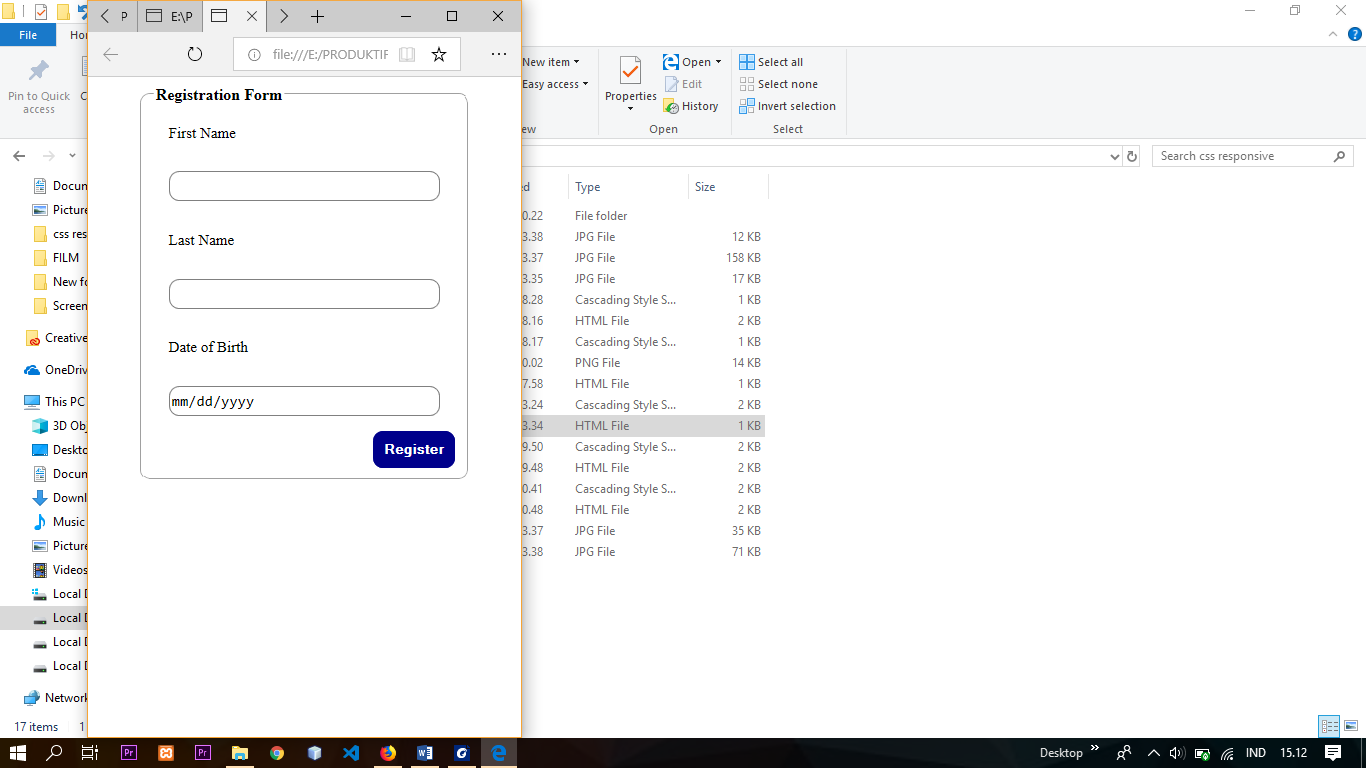 P
E:\P
File
Ho
file:///E:/PRODUKTIF
Pin to Quick
access
C
New item
Easy access
ew
Properties
Open
Edit
History
Open
Select all
Select none
Invert selection
Select
Search css responsive
Registration Form
First Name
Last Name
Date of Birth
mm/dd/yyyy
Register
Docun
Picture
css res
FILM
New fo
Screen
Creative
OneDriv
This PC
3D Obj
Deskto
Docun
Downl
Music
Picture
Videos
Local D
Local D
Local D
Local D
Network
ed Type Size
0.22 File folder
3.38 JPG File 12 KB
3.37 JPG File 158 KB
3.35 JPG File 17 KB
8.28 Cascading Style S... 1 KB
8.16 HTML File 2 KB
8.17 Cascading Style S... 1 KB
0.02 PNG File 14 KB
7.58 HTML File 1 KB
3.24 Cascading Style S... 2 KB
3.34 HTML File 1 KB
9.50 Cascading Style S... 2 KB
9.48 HTML File 2 KB
0.41 Cascading Style S... 2 KB
0.48 HTML File 2 KB
3.37 JPG File 35 KB
3.38 JPG File 71 KB
17 items 1
Pr
Pr
Desktop
IND
15.12